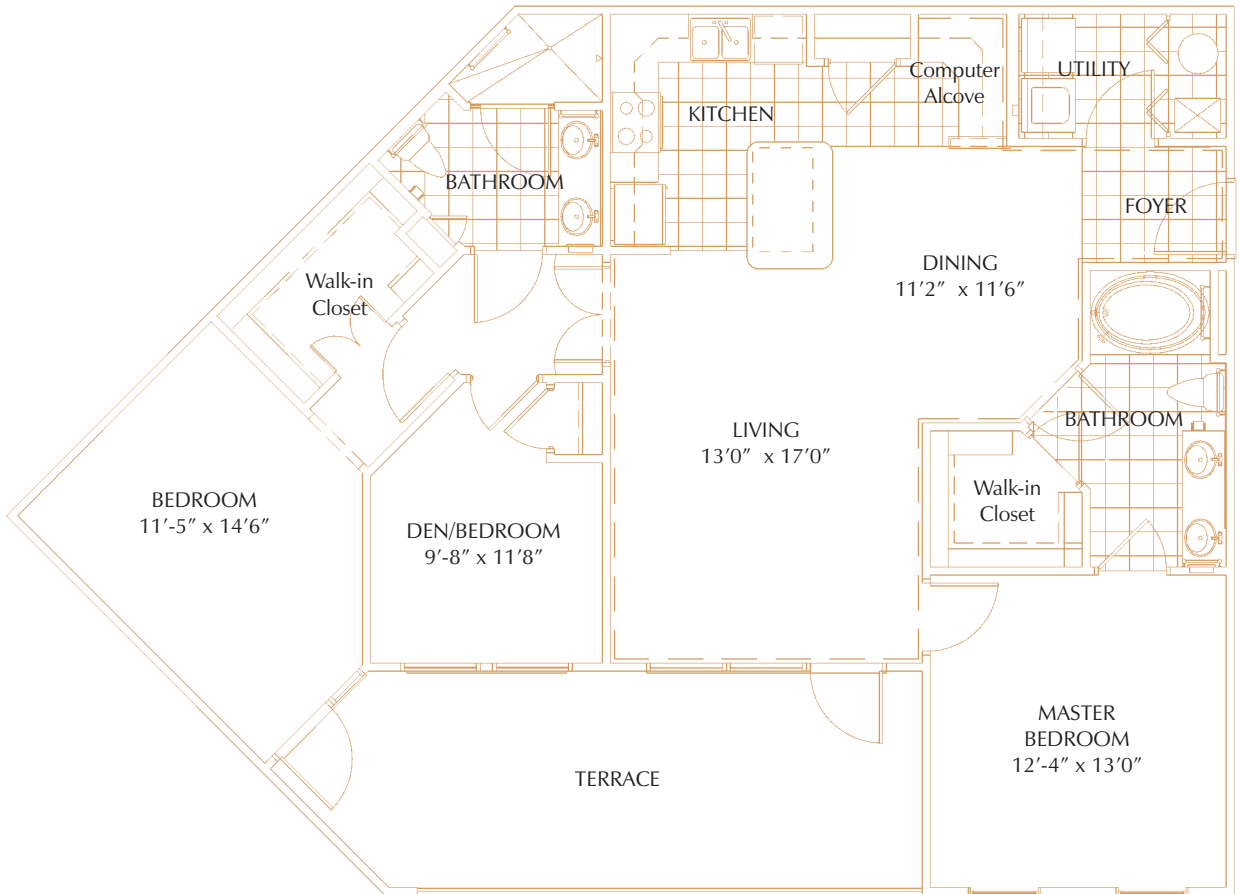 UTILITY
Computer
Alcove
KITCHEN
BATHROOM
FOYER
Walk-in
Closet
DINING
11’2” x 11’6”
BATHROOM
LIVING
13’0” x 17’0”
Walk-in
Closet
BEDROOM
11’-5” x 14’6”
DEN/BEDROOM
9’-8” x 11’8”
MASTER
BEDROOM
12’-4” x 13’0”
TERRACE